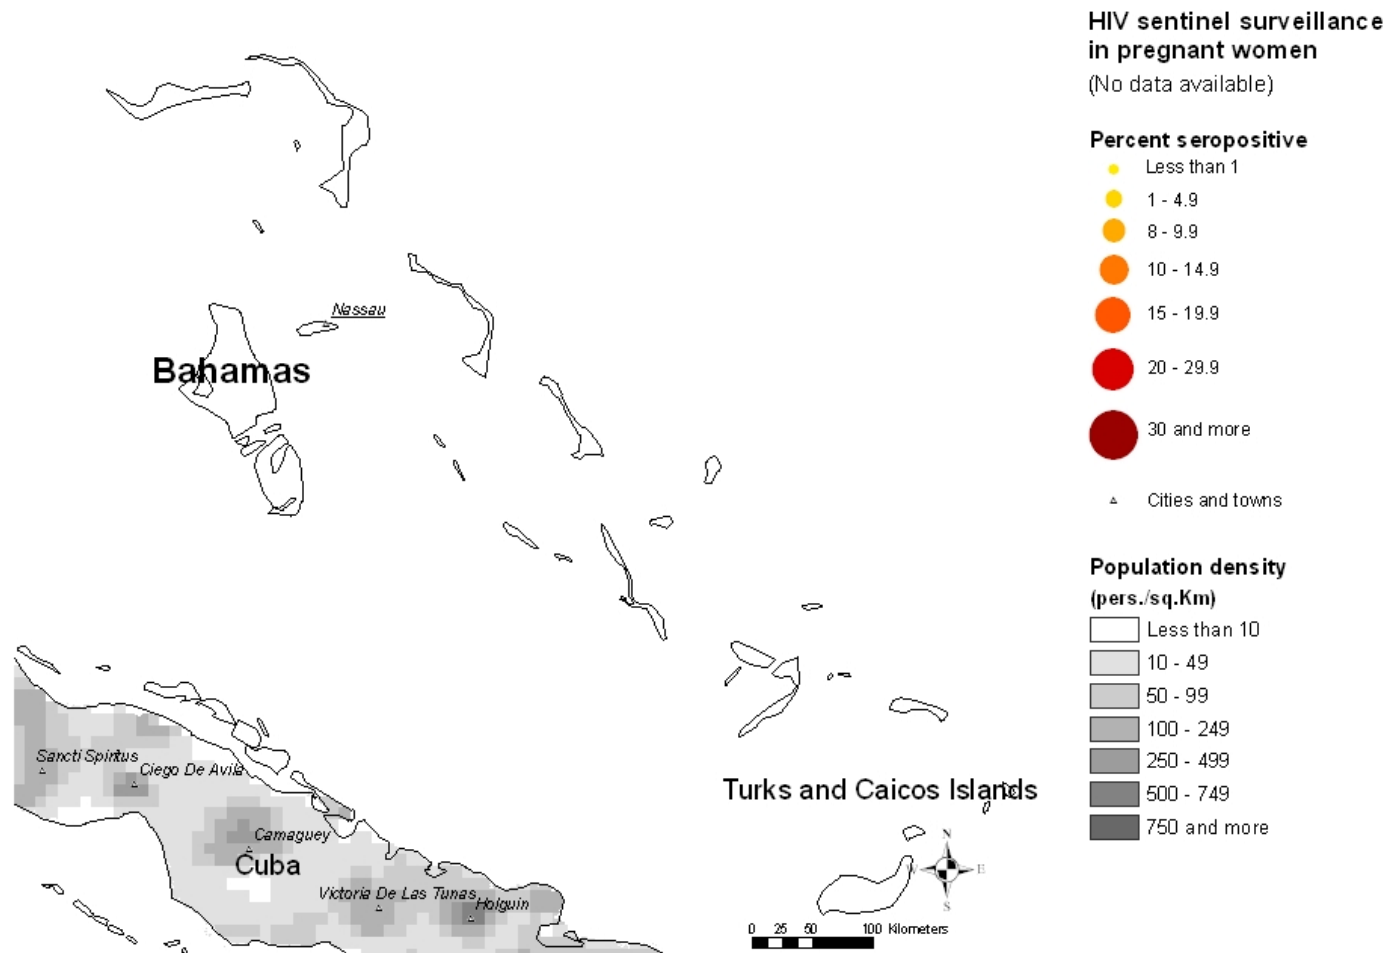 HIV sentinel surveillance
in pregnant women
(No data available)
Percent seropositive
Less than 1
1 - 4.9
8 - 9.9
10 - 14.9
15 - 19.9
20 - 29.9
30 and more
Cities and towns
Population density
(pers./sq.Km)
Less than 10
10 - 49
50 - 99
100 - 249
250 - 499
500 - 749
750 and more
Nassau
Bahamas
Sancti Spiritus
Ciego De Avila
Camaguey
Cuba
Victoria De Las Tunas
Holguin
Turks and Caicos Islands
N
W E
S
0 25 50 100 Kilometers